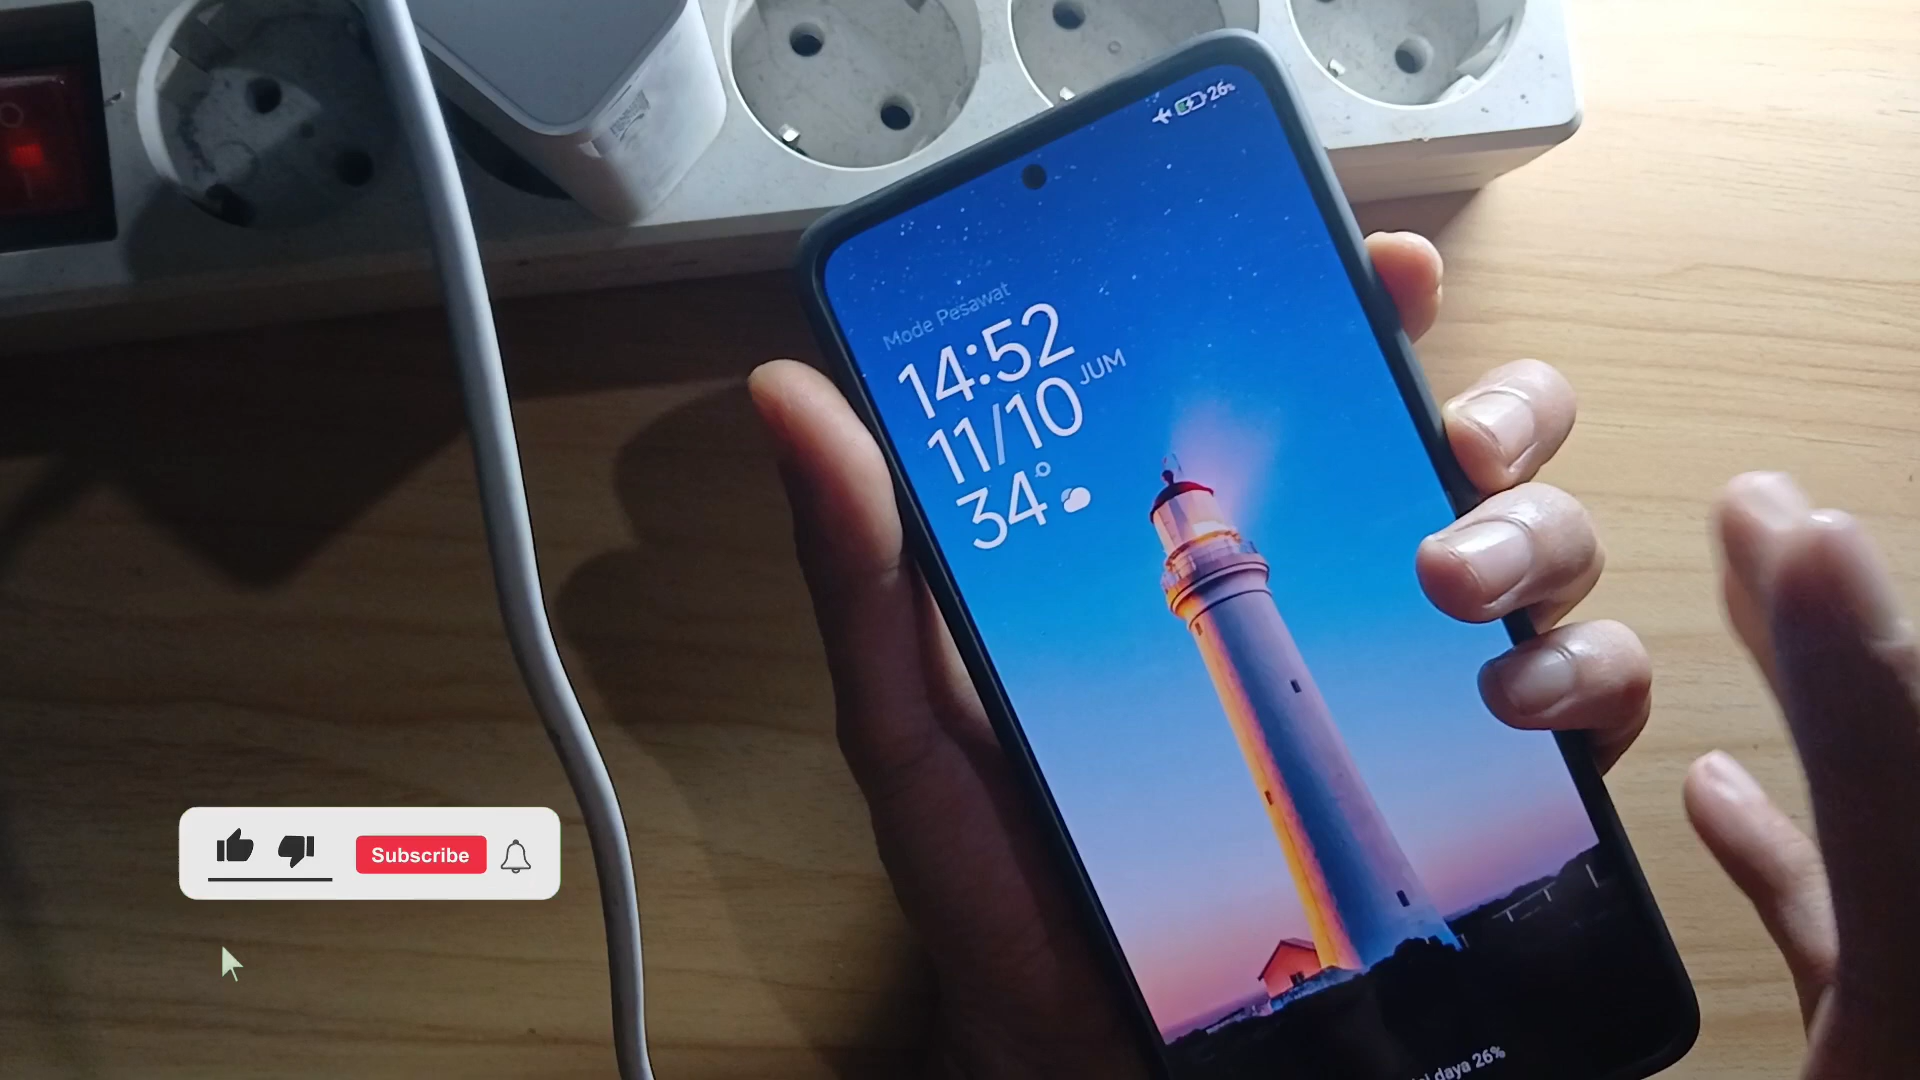 26%
Mode Pesawat
14:52
11/10 JUM
34°
daya 26%
Subscribe